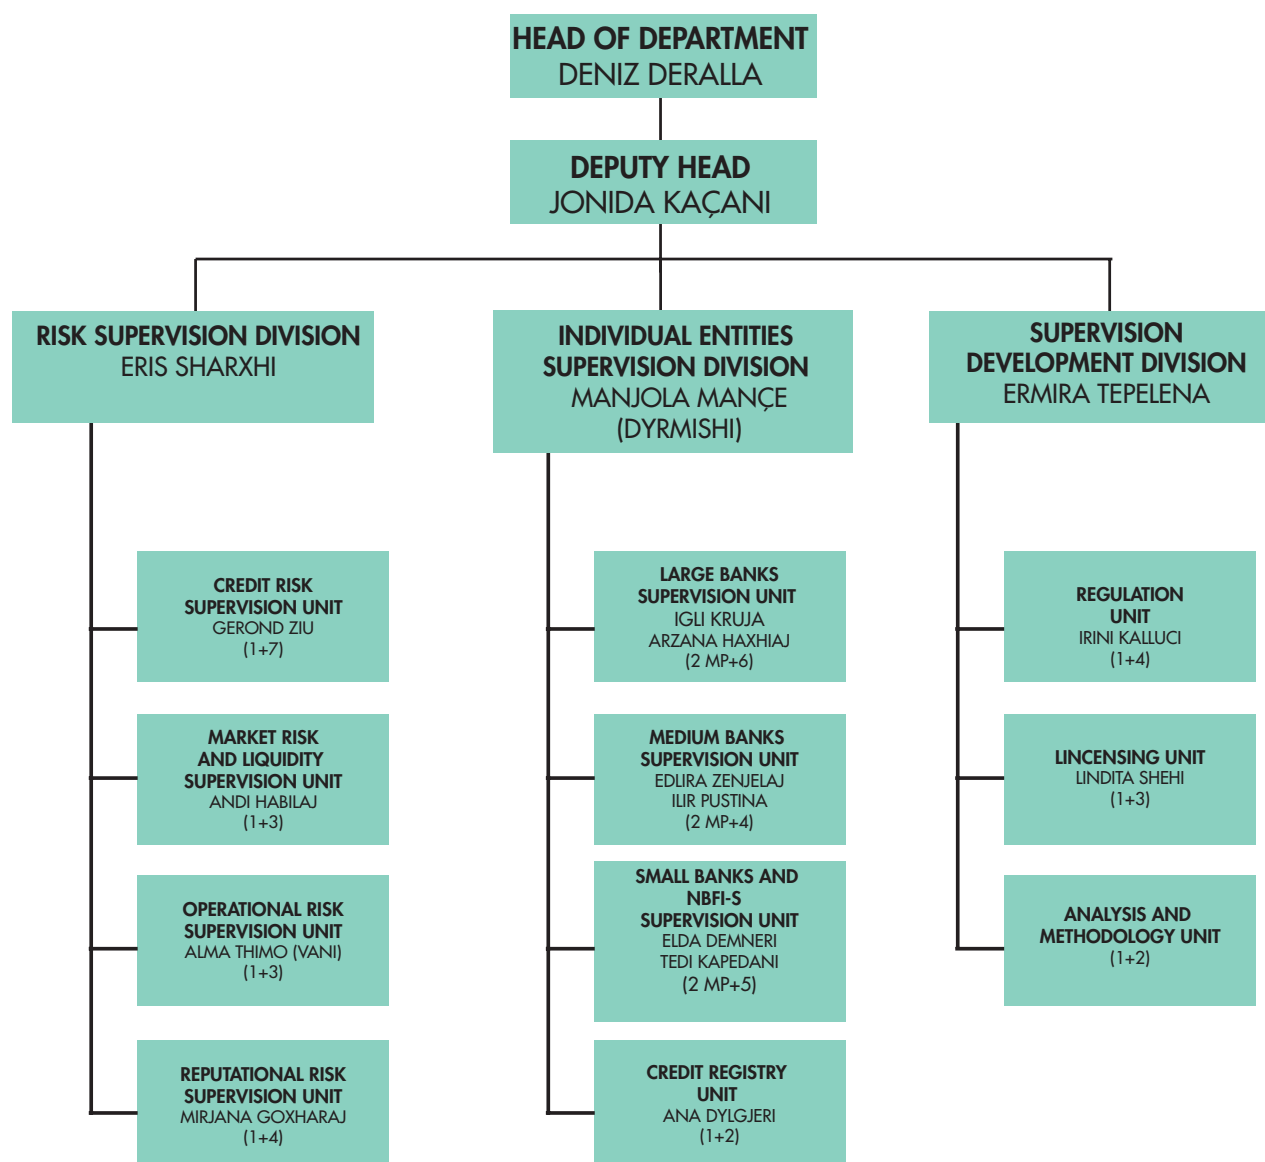 HEAD OF DEPARTMENT
DENIZ DERALLA
DEPUTY HEAD
JONIDA KAÇANI
RISK SUPERVISION DIVISION
ERIS SHARXHI
INDIVIDUAL ENTITIES
SUPERVISION DIVISION
MANJOLA MANÇE
(DYRMISHI)
SUPERVISION
DEVELOPMENT DIVISION
ERMIRA TEPELENA
CREDIT RISK
SUPERVISION UNIT
GEROND ZIU
(1+7)
MARKET RISK
AND LIQUIDITY
SUPERVISION UNIT
ANDI HABILAJ
(1+3)
OPERATIONAL RISK
SUPERVISION UNIT
ALMA THIMO (VANI)
(1+3)
REPUTATIONAL RISK
SUPERVISION UNIT
MIRJANA GOXHARAJ
(1+4)
LARGE BANKS
SUPERVISION UNIT
IGLI KRUJA
ARZANA HAXHIAJ
(2 MP+6)
MEDIUM BANKS
SUPERVISION UNIT
EDLIRA ZENJELAJ
ILIR PUSTINA
(2 MP+4)
SMALL BANKS AND
NBFI-S
SUPERVISION UNIT
ELDA DEMNERI
TEDI KAPEDANI
(2 MP+5)
CREDIT REGISTRY
UNIT
ANA DYLGJERI
(1+2)
REGULATION
UNIT
IRINI KALLUCI
(1+4)
LINCENSING UNIT
LINDITA SHEHI
(1+3)
ANALYSIS AND
METHODOLOGY UNIT
(1+2)